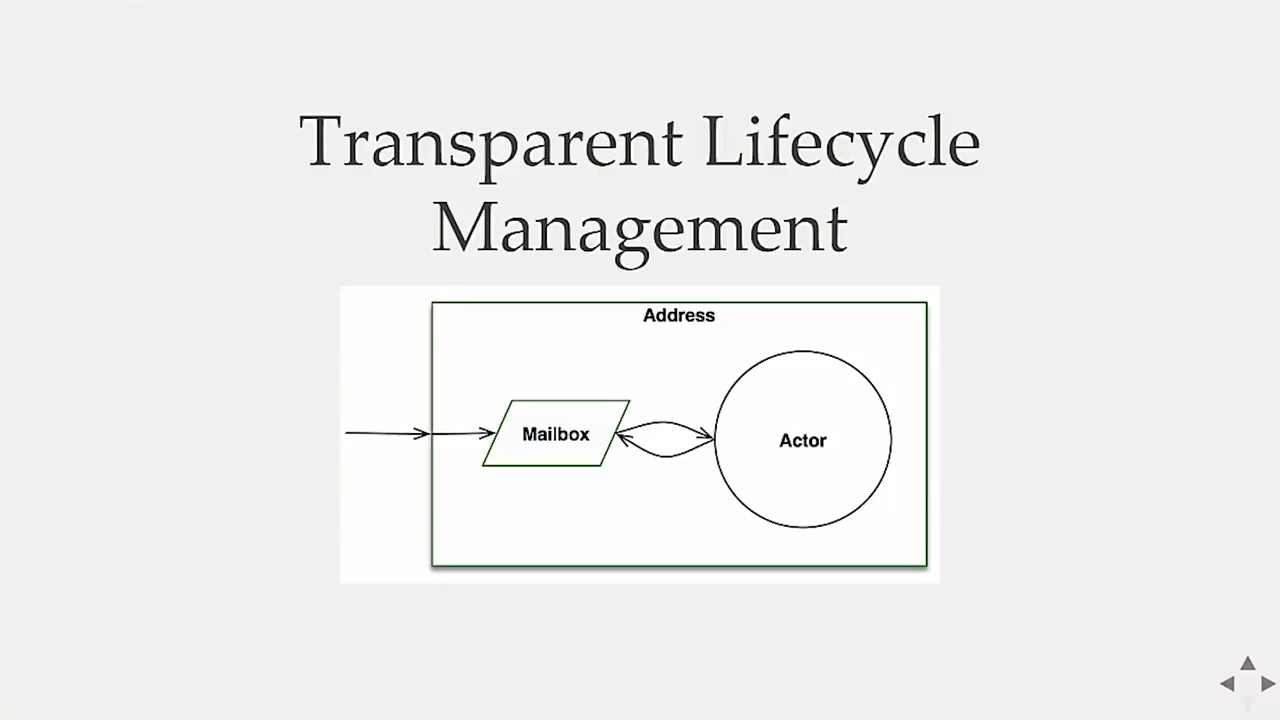 Transparent Lifecycle
Management
Address
Mailbox
Actor